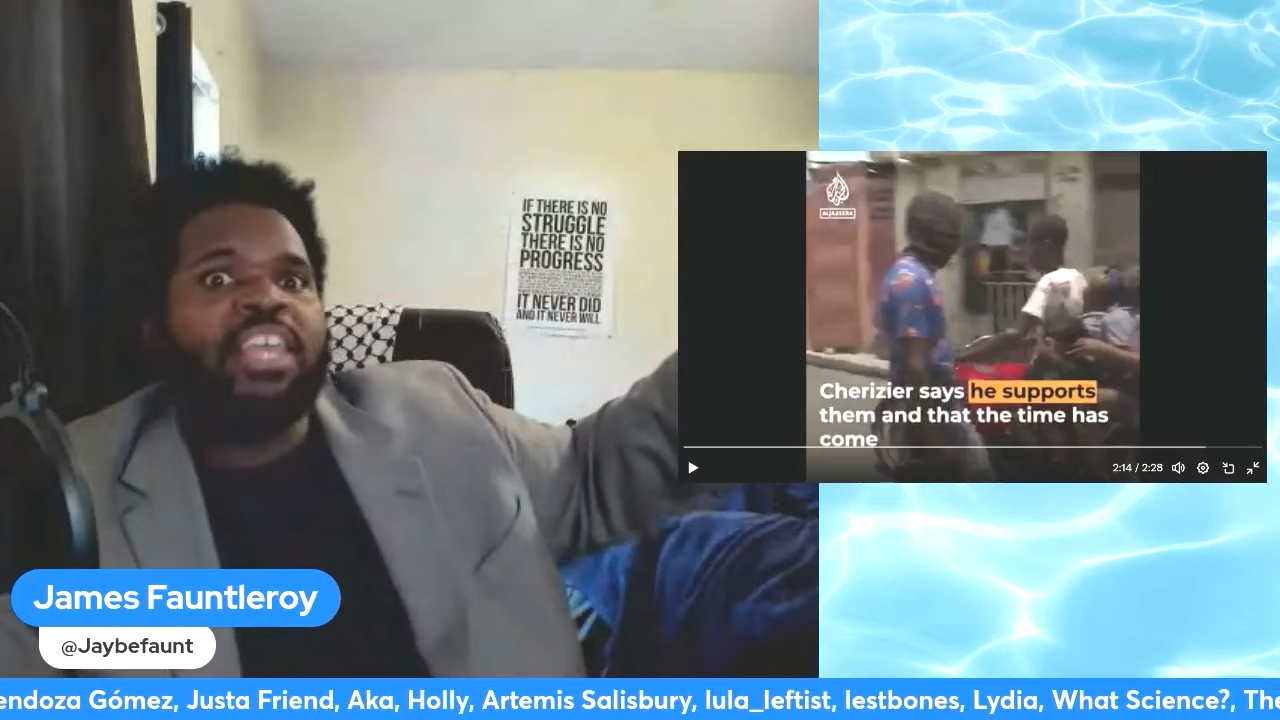 IF THERE IS NO
STRUGGLE
THERE IS NO
PROGRESS
IT NEVER DID
AND IT NEVER WILL
ALJAZEERA
Cherizier says he supports
them and that the time has
come
2:14 / 2:28
James Fauntleroy
@Jaybefaunt
endoza Gómez, Justa Friend, Aka, Holly, Artemis Salisbury, lula_leftist, lestbones, Lydia, What Science?, The